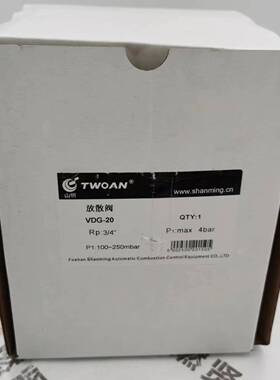 TWOAN
山明
www.shanming.cn
放散阀
VDG-20 QTY:1
Rp:3/4" P₁:max 4bar
P1:100~250mbar
Foshan Shanming Automatic Combustion Control Equipment CO.,LTD